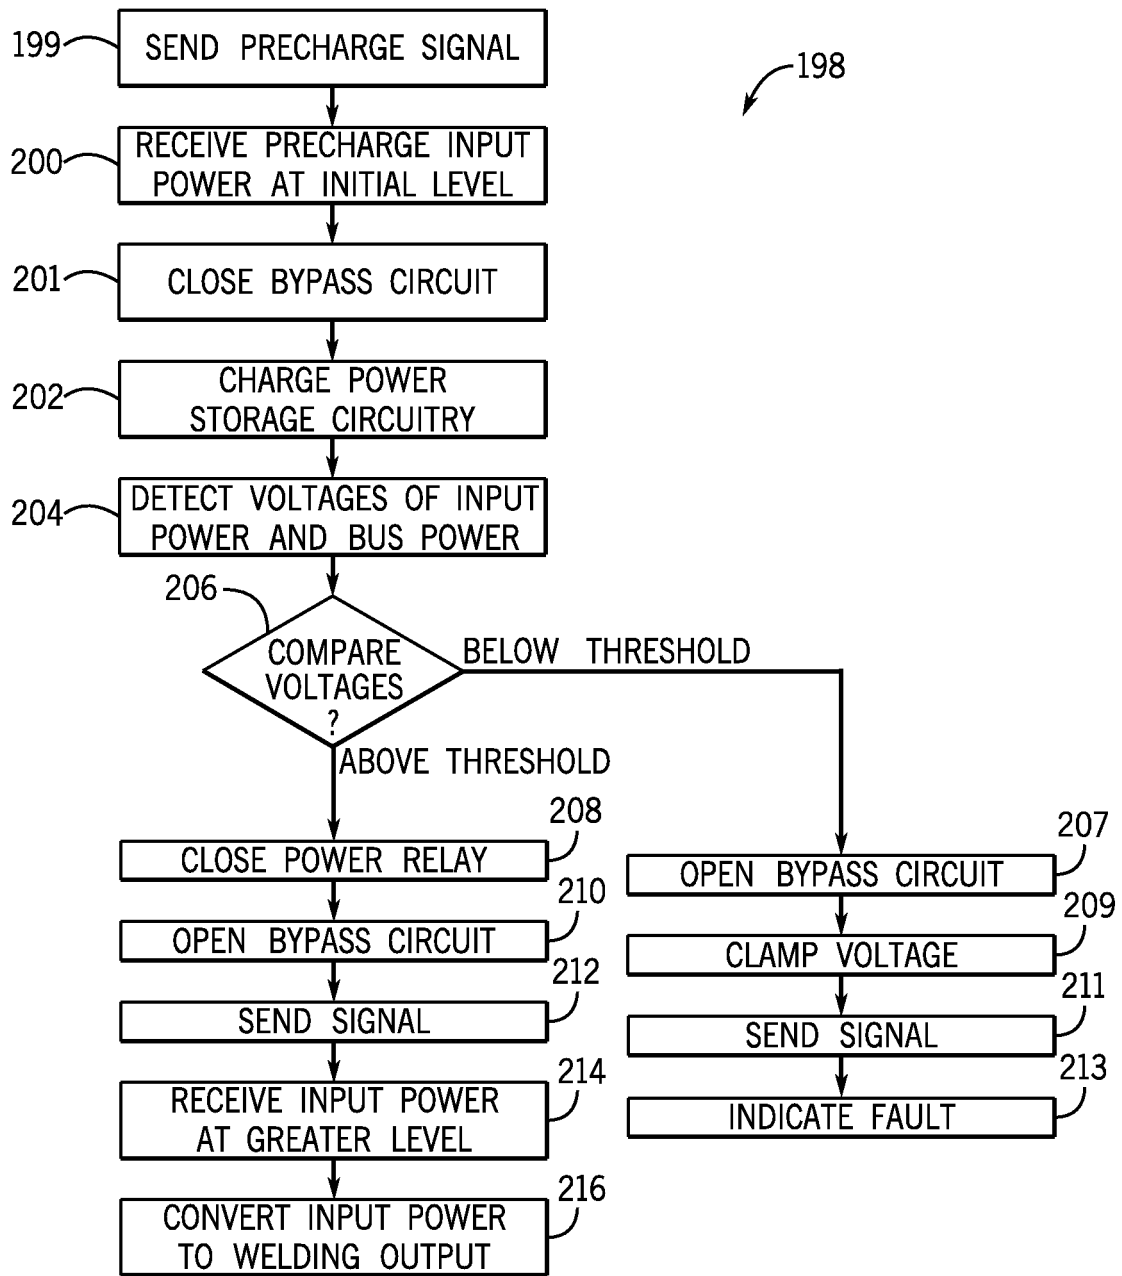 199
SEND PRECHARGE SIGNAL
198
200
RECEIVE PRECHARGE INPUT
POWER AT INITIAL LEVEL
201
CLOSE BYPASS CIRCUIT
202
CHARGE POWER
STORAGE CIRCUITRY
204
DETECT VOLTAGES OF INPUT
POWER AND BUS POWER
206
COMPARE
VOLTAGES
?
BELOW THRESHOLD
ABOVE THRESHOLD
208
CLOSE POWER RELAY
210
OPEN BYPASS CIRCUIT
212
SEND SIGNAL
214
RECEIVE INPUT POWER
AT GREATER LEVEL
216
CONVERT INPUT POWER
TO WELDING OUTPUT
207
OPEN BYPASS CIRCUIT
209
CLAMP VOLTAGE
211
SEND SIGNAL
213
INDICATE FAULT